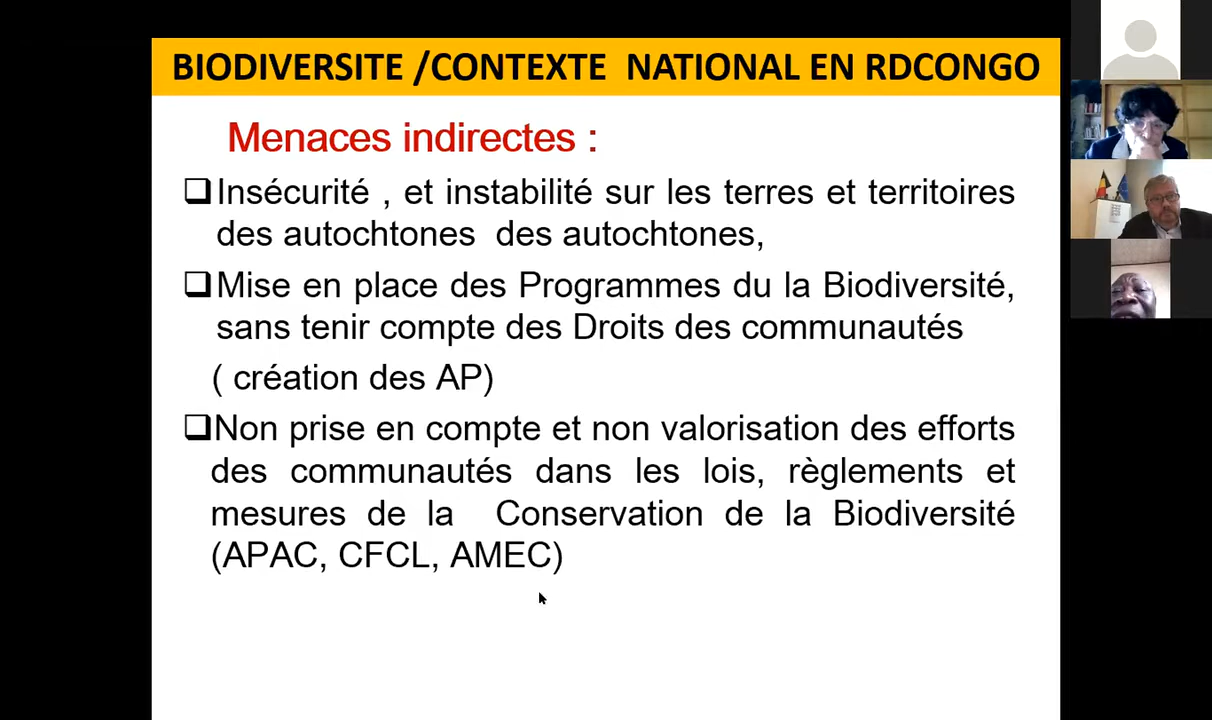 BIODIVERSITE /CONTEXTE NATIONAL EN RDCONGO
Menaces indirectes :
❑Insécurité , et instabilité sur les terres et territoires
des autochtones des autochtones,
❑Mise en place des Programmes du la Biodiversité,
sans tenir compte des Droits des communautés
( création des AP)
❑Non prise en compte et non valorisation des efforts
des communautés dans les lois, règlements et
mesures de la Conservation de la Biodiversité
(APAC, CFCL, AMEC)